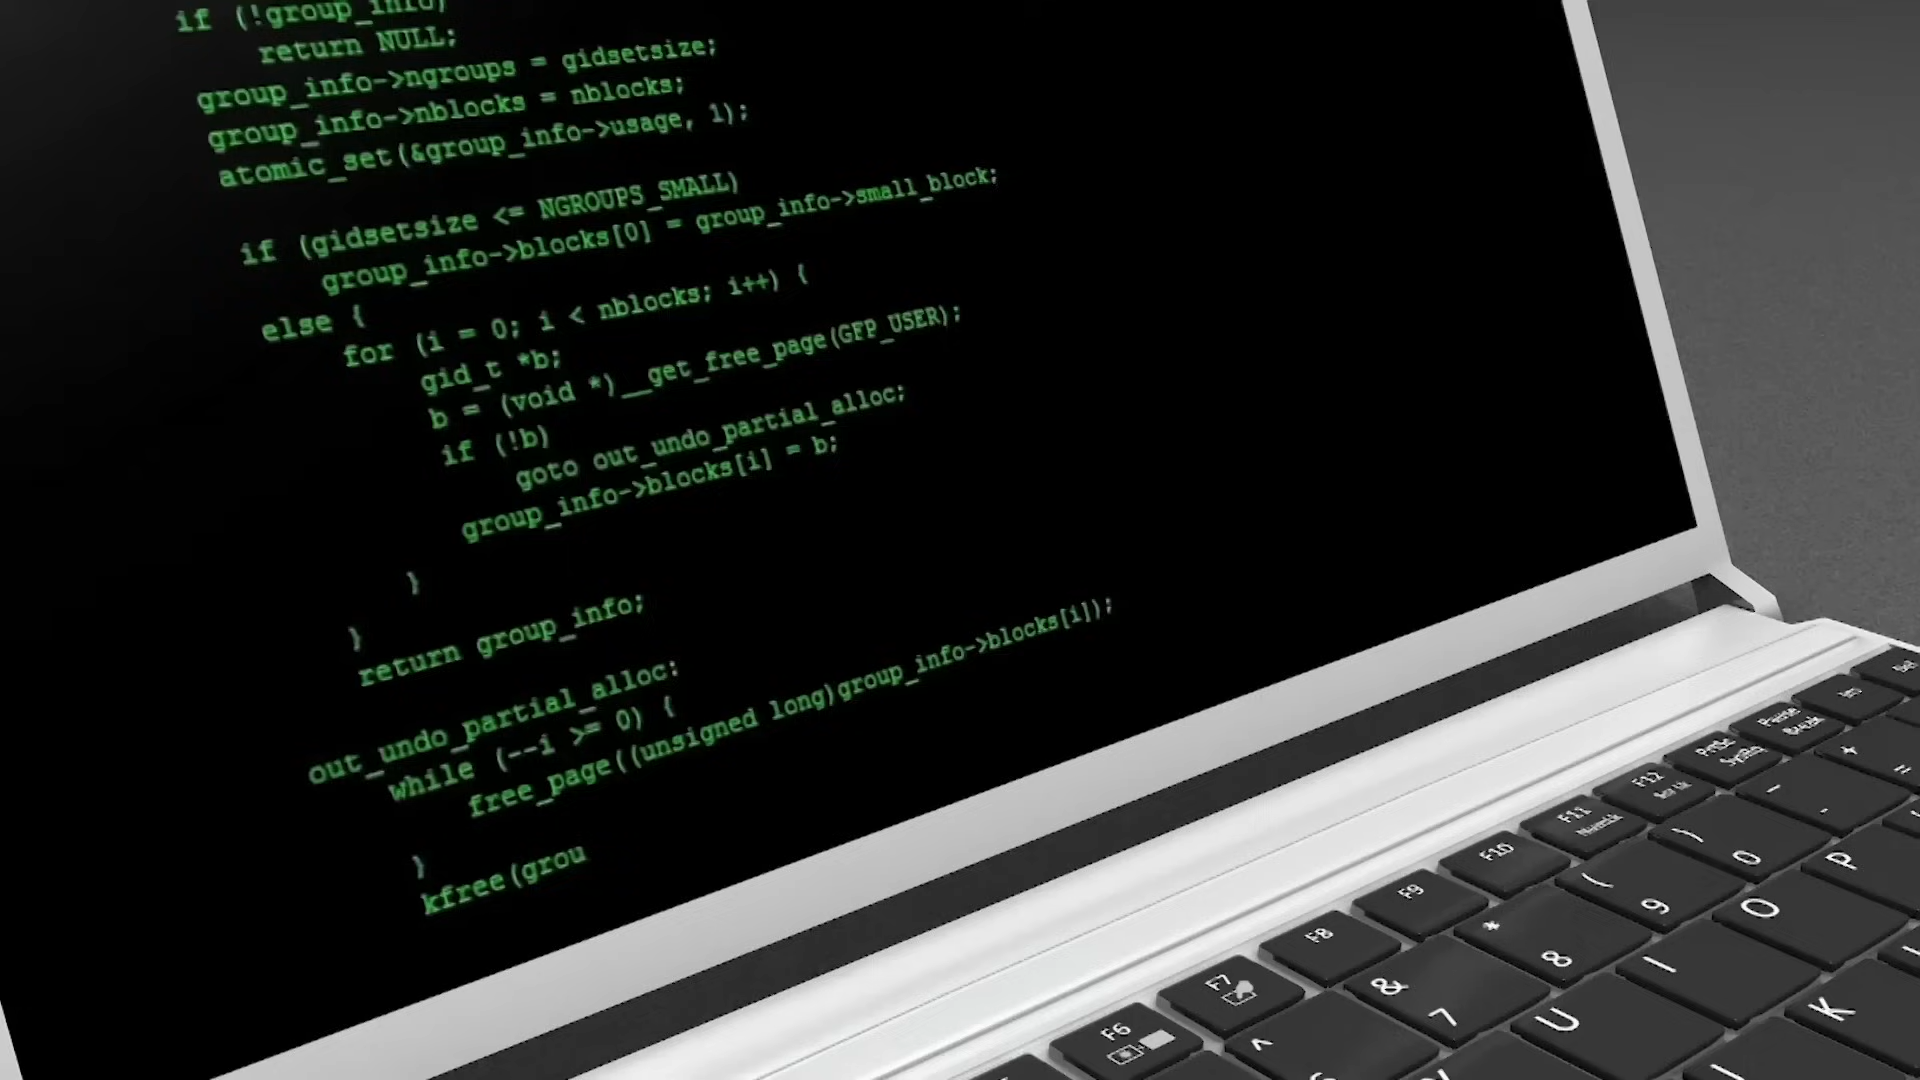 if (!group_info)
return NULL;
group_info->ngroups = gidsetsize;
group_info->nblocks = nblocks;
atomic_set(&group_info->usage, 1);
if (gidsetsize <= NGROUPS_SMALL)
group_info->blocks[0] = group_info->small_block;
else {
for (i = 0; i < nblocks; i++) {
gid_t *b;
b = (void *)__get_free_page(GFP_USER);
if (!b)
goto out_undo_partial_alloc;
group_info->blocks[i] = b;
}
}
return group_info;
out_undo_partial_alloc:
while (--i >= 0) {
free_page((unsigned long)group_info->blocks[i]);
}
kfree(grou
Pause
F12
F11
F10
F9
F8
F7
F6
+ =
- -
) 0
( 9
* 8
& 7
^ 6
P
O
I
U
K